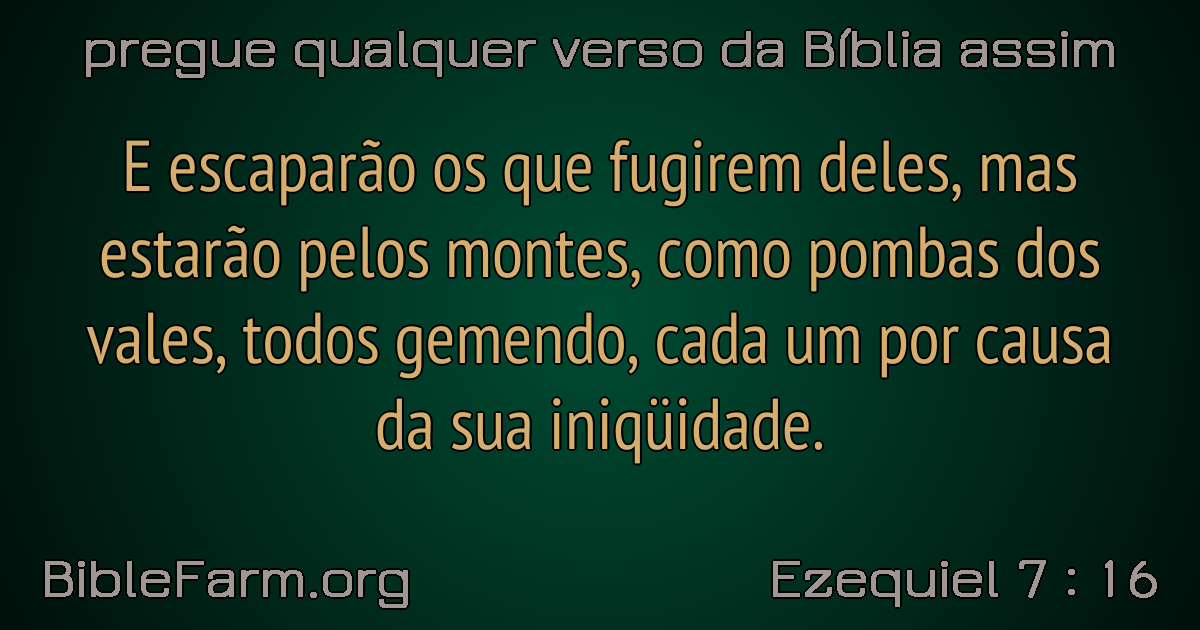 pregue qualquer verso da Bíblia assim
E escaparão os que fugirem deles, mas
estarão pelos montes, como pombas dos
vales, todos gemendo, cada um por causa
da sua iniqüidade.
BibleFarm.org
Ezequiel 7 : 16